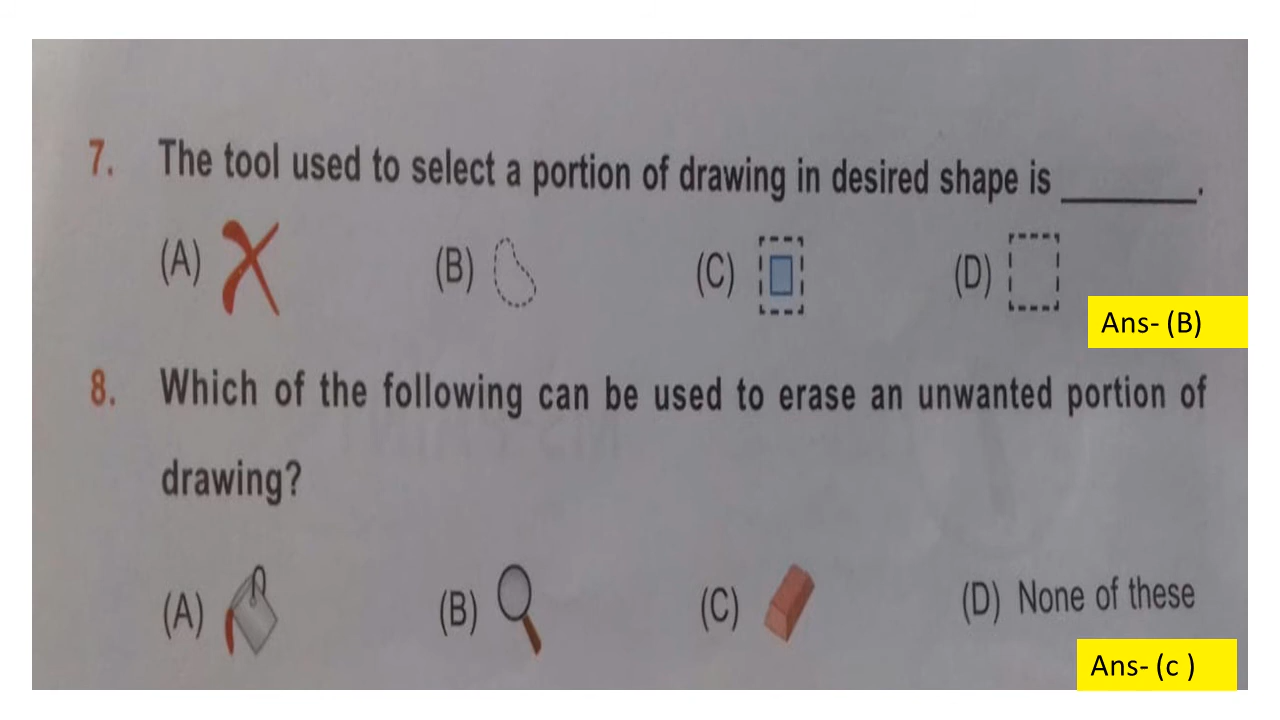 7. The tool used to select a portion of drawing in desired shape is ________.
(A) (B) (C) (D)
Ans- (B)
8. Which of the following can be used to erase an unwanted portion of
drawing?
(A) (B) (C) (D) None of these
Ans- (c )